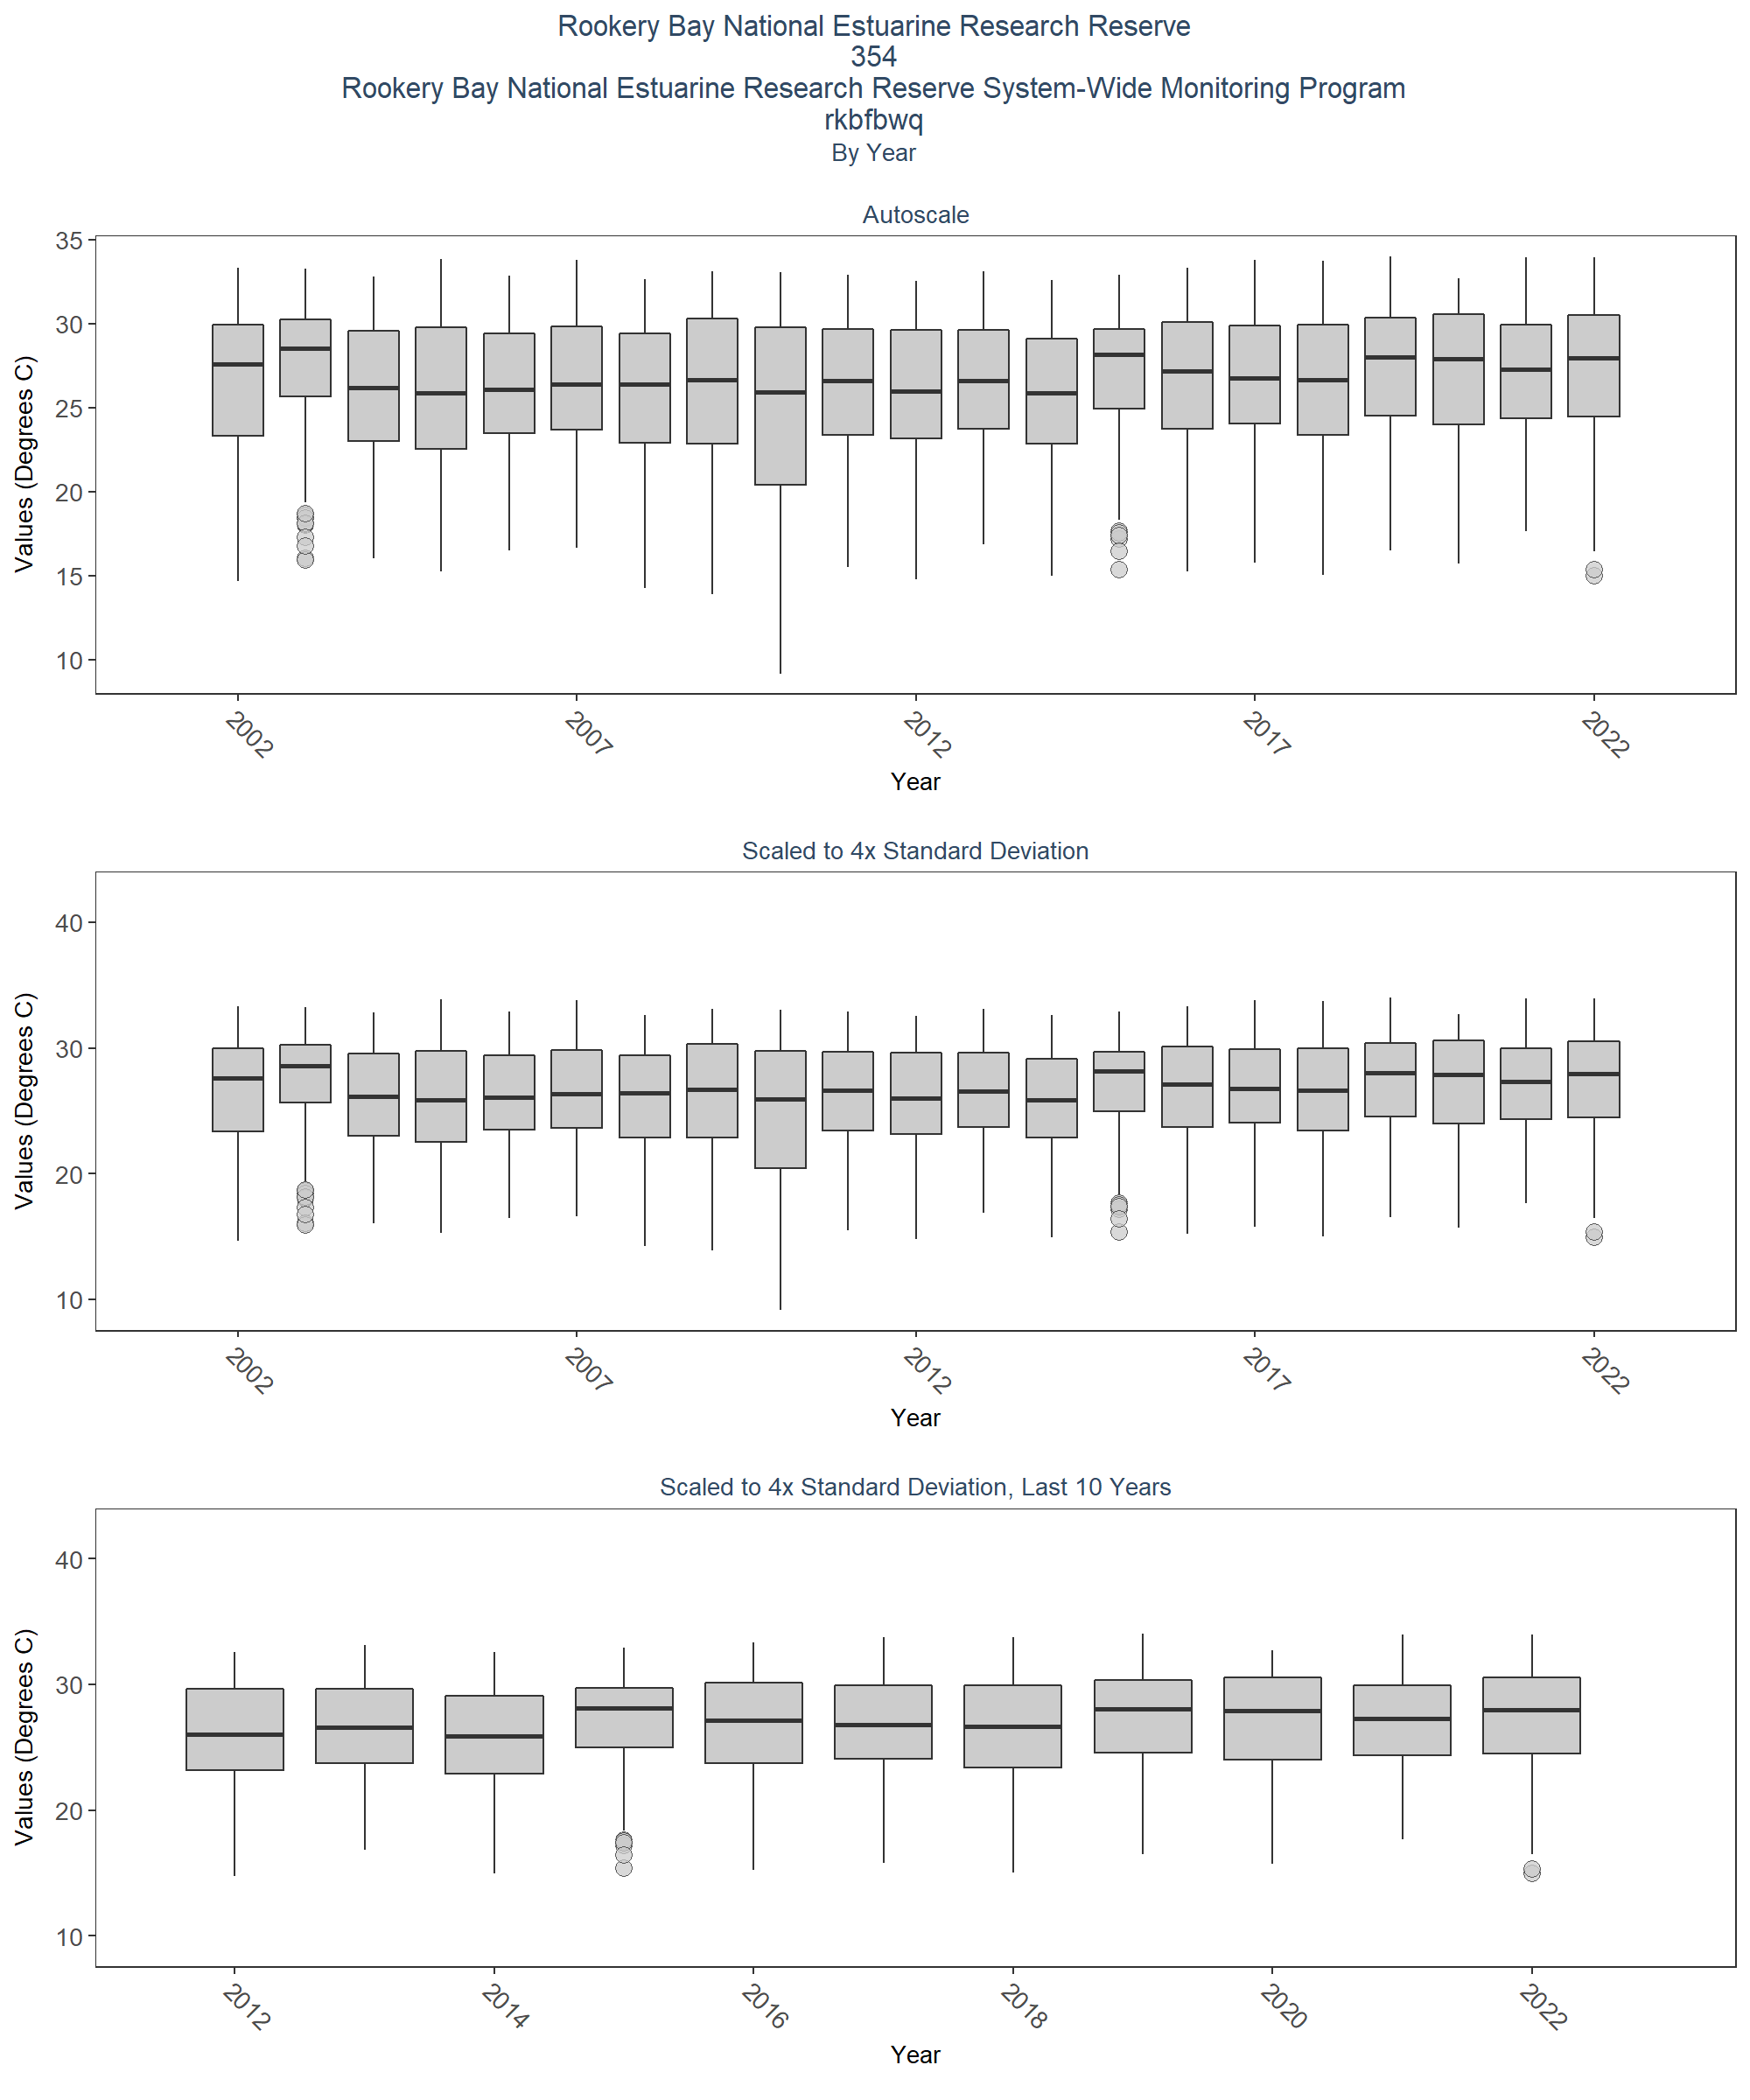 Rookery Bay National Estuarine Research Reserve
354
Rookery Bay National Estuarine Research Reserve System-Wide Monitoring Program
rkbfbwq
By Year
Autoscale
Values (Degrees C)
35
30
25
20
15
10
2002
2007
2012
2017
2022
Year
Scaled to 4x Standard Deviation
Values (Degrees C)
40
30
20
10
2002
2007
2012
2017
2022
Year
Scaled to 4x Standard Deviation, Last 10 Years
Values (Degrees C)
40
30
20
10
2012
2014
2016
2018
2020
2022
Year